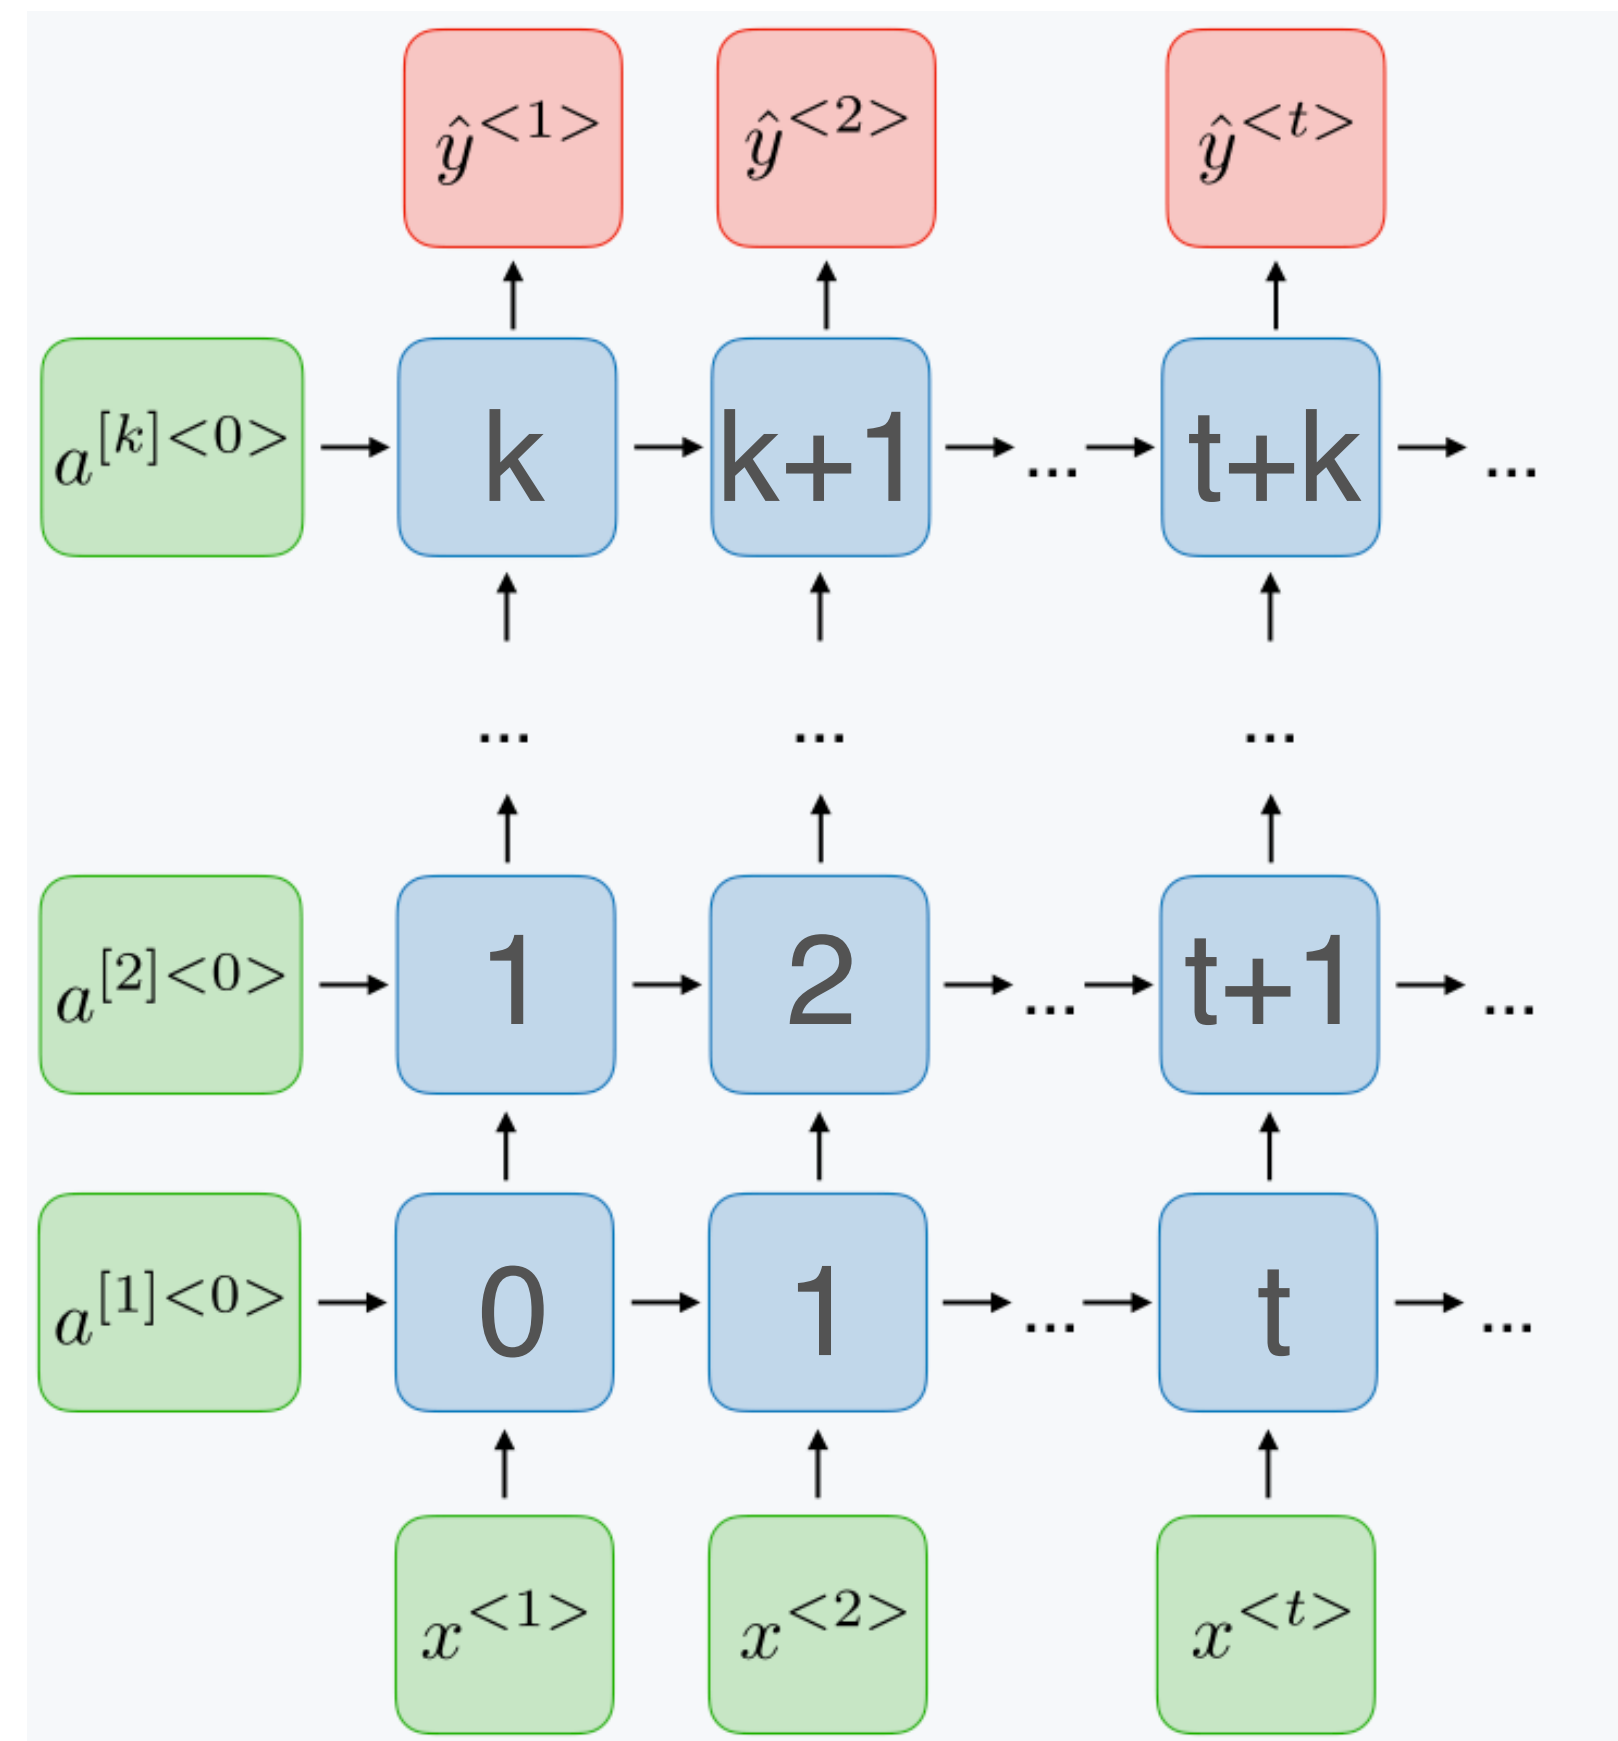 ŷ<1> ŷ<2> ŷ<t>
a[k]<0> k k+1 ... t+k ...
... ... ...
a[2]<0> 1 2 ... t+1 ...
a[1]<0> 0 1 ... t ...
x<1> x<2> x<t>